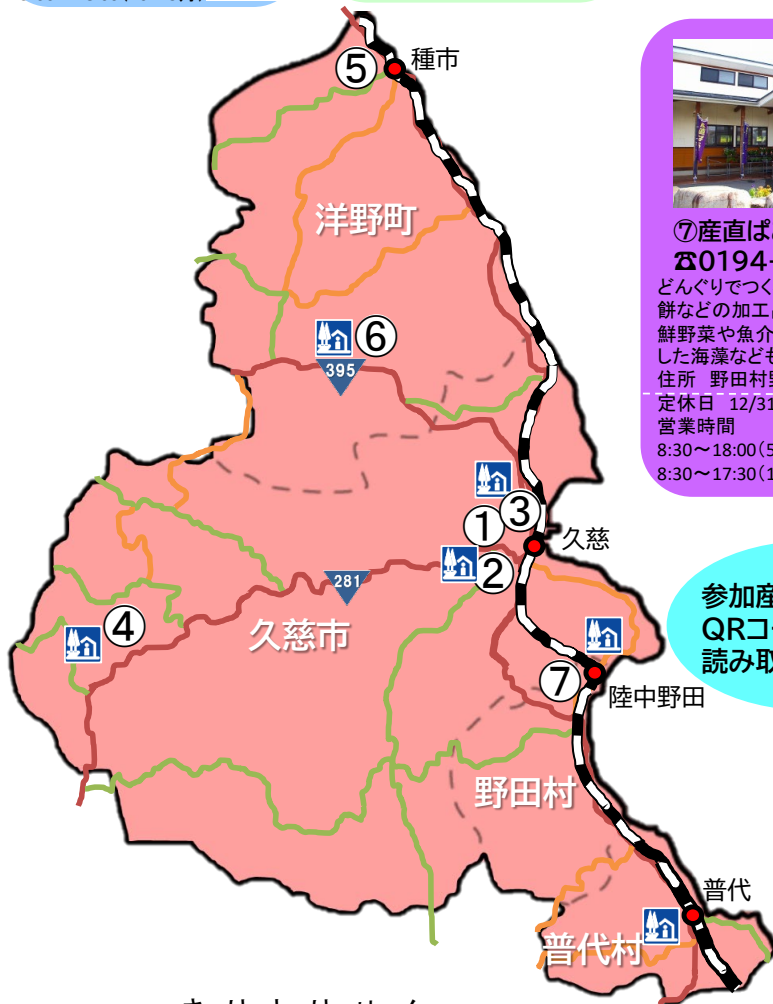 ⑤
種市
洋野町
⑥
395
③
①
久慈
②
281
久慈市
④
⑦
陸中野田
野田村
普代
普代村
⑦産直ぱ
☎0194-
どんぐりでつく
餅などの加工
鮮野菜や魚介
した海藻なども
住所 野田村
定休日 12/31
営業時間
8:30～18:00(5
8:30～17:30(1
参加産
QRコ
読み取